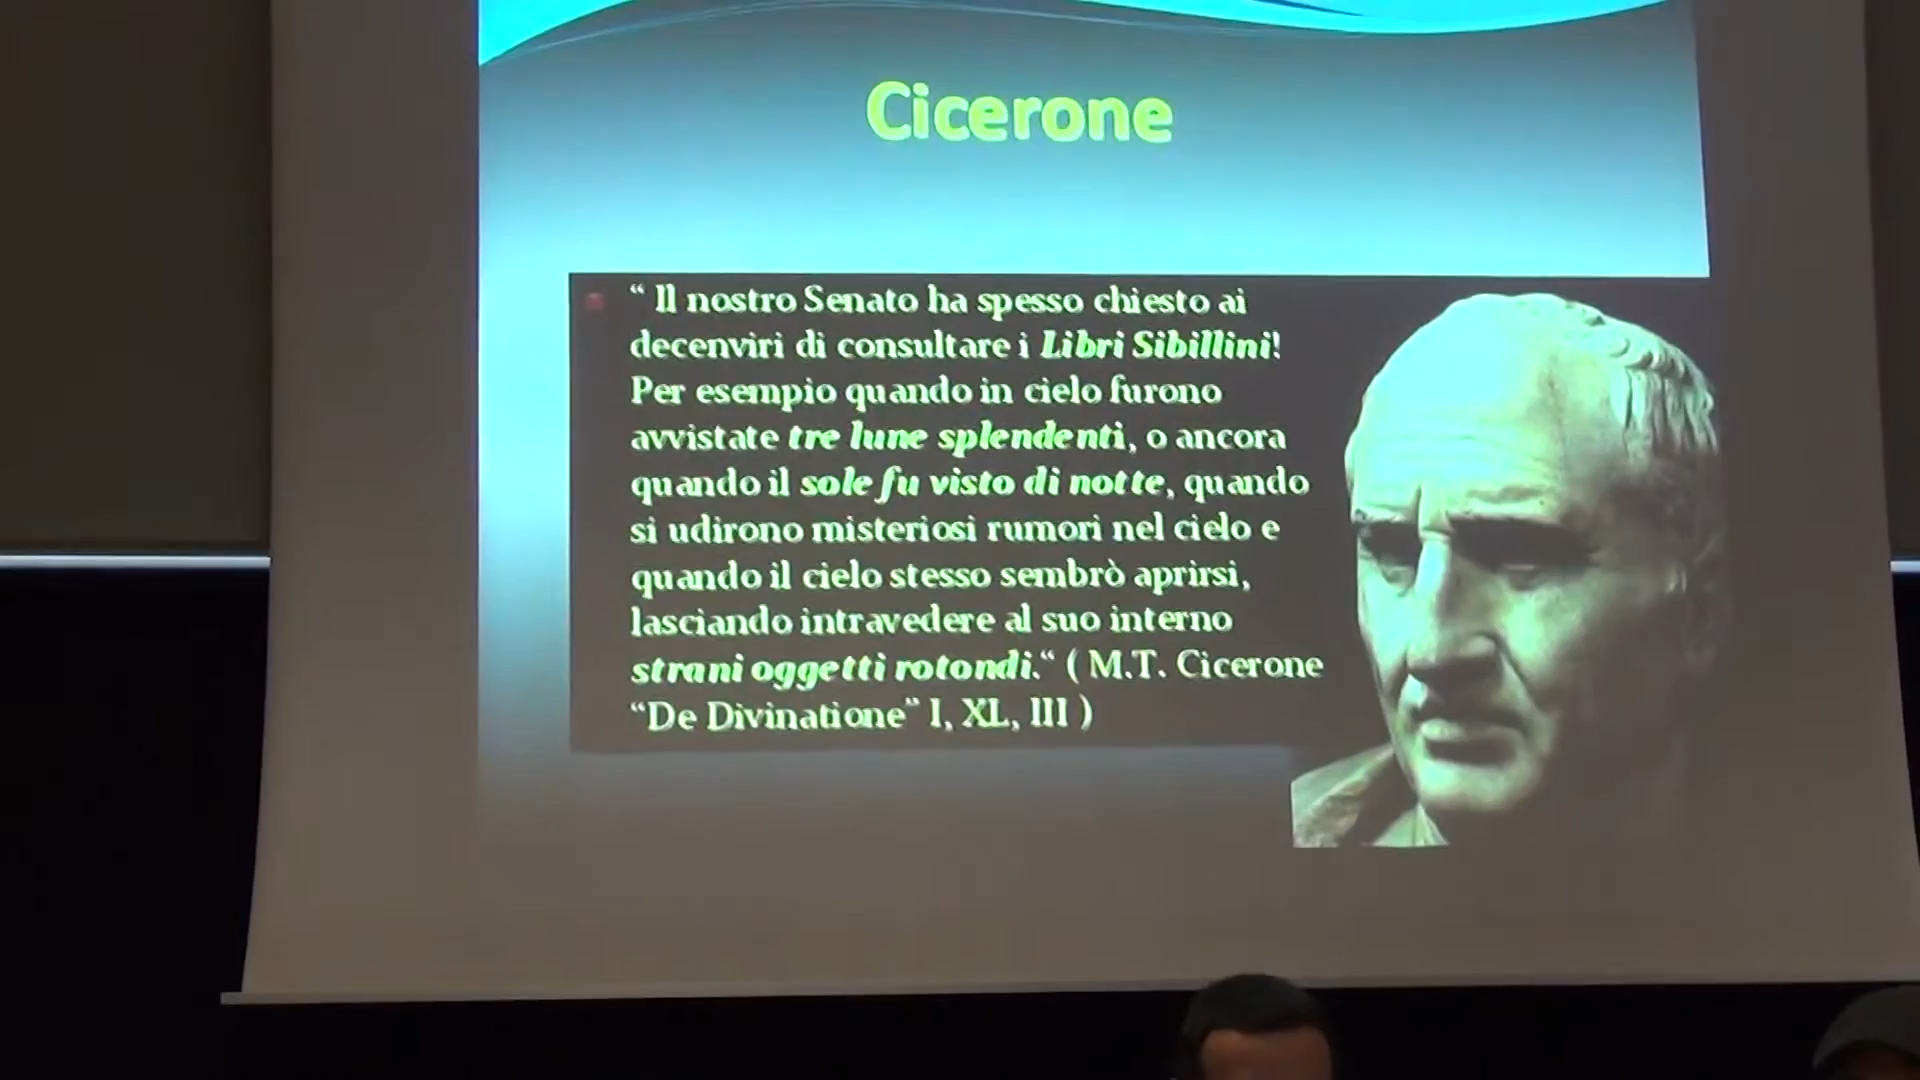 Cicerone
“ Il nostro Senato ha spesso chiesto ai
decenviri di consultare i Libri Sibillini!
Per esempio quando in cielo furono
avvistate tre lune splendenti, o ancora
quando il sole fu visto di notte, quando
si udirono misteriosi rumori nel cielo e
quando il cielo stesso sembrò aprirsi,
lasciando intravedere al suo interno
strani oggetti rotondi.“ ( M.T. Cicerone
“De Divinatione” I, XL, III )